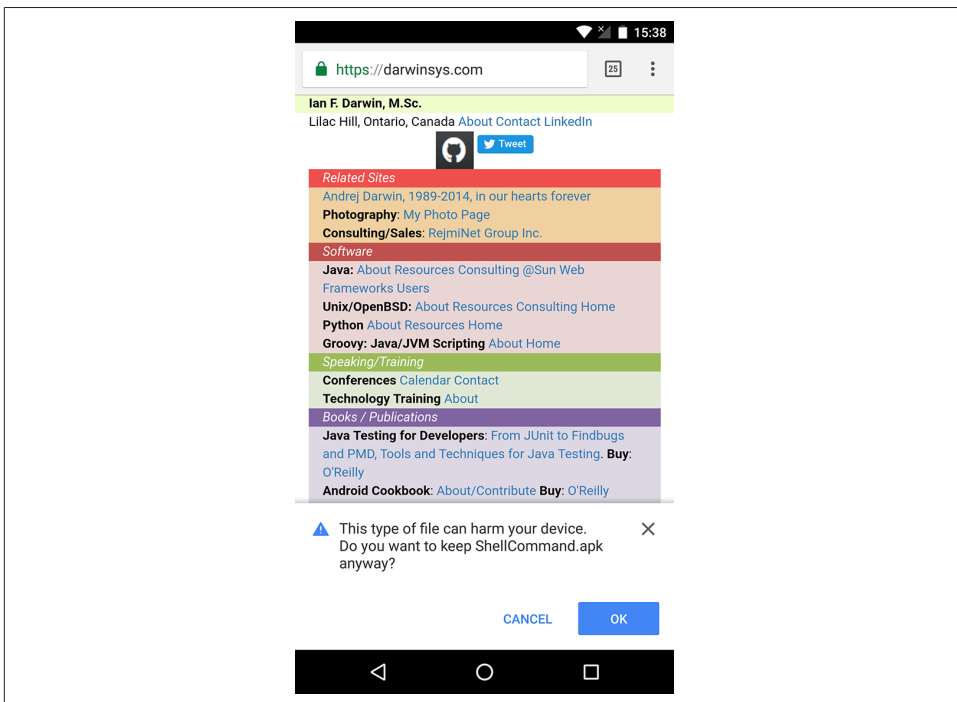 15:38
https://darwinsys.com
25
Ian F. Darwin, M.Sc.
Lilac Hill, Ontario, Canada About Contact LinkedIn
Tweet
Related Sites
Andrej Darwin, 1989-2014, in our hearts forever
Photography: My Photo Page
Consulting/Sales: RejmiNet Group Inc.
Software
Java: About Resources Consulting @Sun Web
Frameworks Users
Unix/OpenBSD: About Resources Consulting Home
Python About Resources Home
Groovy: Java/JVM Scripting About Home
Speaking/Training
Conferences Calendar Contact
Technology Training About
Books / Publications
Java Testing for Developers: From JUnit to Findbugs
and PMD, Tools and Techniques for Java Testing. Buy:
O'Reilly
Android Cookbook: About/Contribute Buy: O'Reilly
This type of file can harm your device.
Do you want to keep ShellCommand.apk
anyway?
CANCEL OK